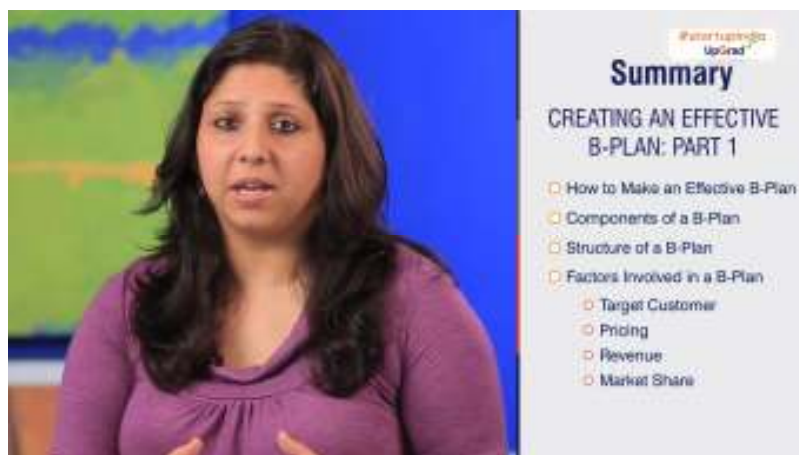 #startupindia
UpGrad
Summary
CREATING AN EFFECTIVE
B-PLAN: PART 1
How to Make an Effective B-Plan
Components of a B-Plan
Structure of a B-Plan
Factors Involved in a B-Plan
Target Customer
Pricing
Revenue
Market Share